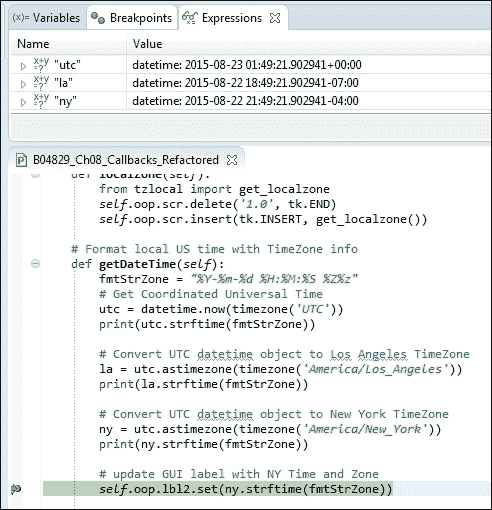 (x)= Variables Breakpoints Expressions
Name Value
"utc" datetime: 2015-08-23 01:49:21.902941+00:00
"la" datetime: 2015-08-22 18:49:21.902941-07:00
"ny" datetime: 2015-08-22 21:49:21.902941-04:00
B04829_Ch08_Callbacks_Refactored
def localZone(self):
from tzlocal import get_localzone
self.oop.scr.delete('1.0', tk.END)
self.oop.scr.insert(tk.INSERT, get_localzone())
# Format local US time with TimeZone info
def getDateTime(self):
fmtStrZone = "%Y-%m-%d %H:%M:%S %Z%z"
# Get Coordinated Universal Time
utc = datetime.now(timezone('UTC'))
print(utc.strftime(fmtStrZone))
# Convert UTC datetime object to Los Angeles TimeZone
la = utc.astimezone(timezone('America/Los_Angeles'))
print(la.strftime(fmtStrZone))
# Convert UTC datetime object to New York TimeZone
ny = utc.astimezone(timezone('America/New_York'))
print(ny.strftime(fmtStrZone))
# update GUI label with NY Time and Zone
self.oop.lbl2.set(ny.strftime(fmtStrZone))